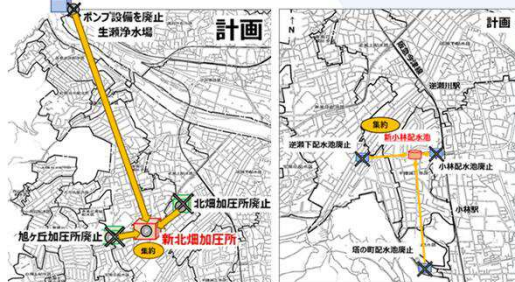 ポンプ設備を廃止
生瀬浄水場
計画
北畑加圧所廃止
旭ヶ丘加圧所廃止
新北畑加圧所
集約
計画
N
逆瀬川駅
集約
新小林配水池
逆瀬下配水池廃止
小林配水池廃止
小林駅
塔の町配水池廃止